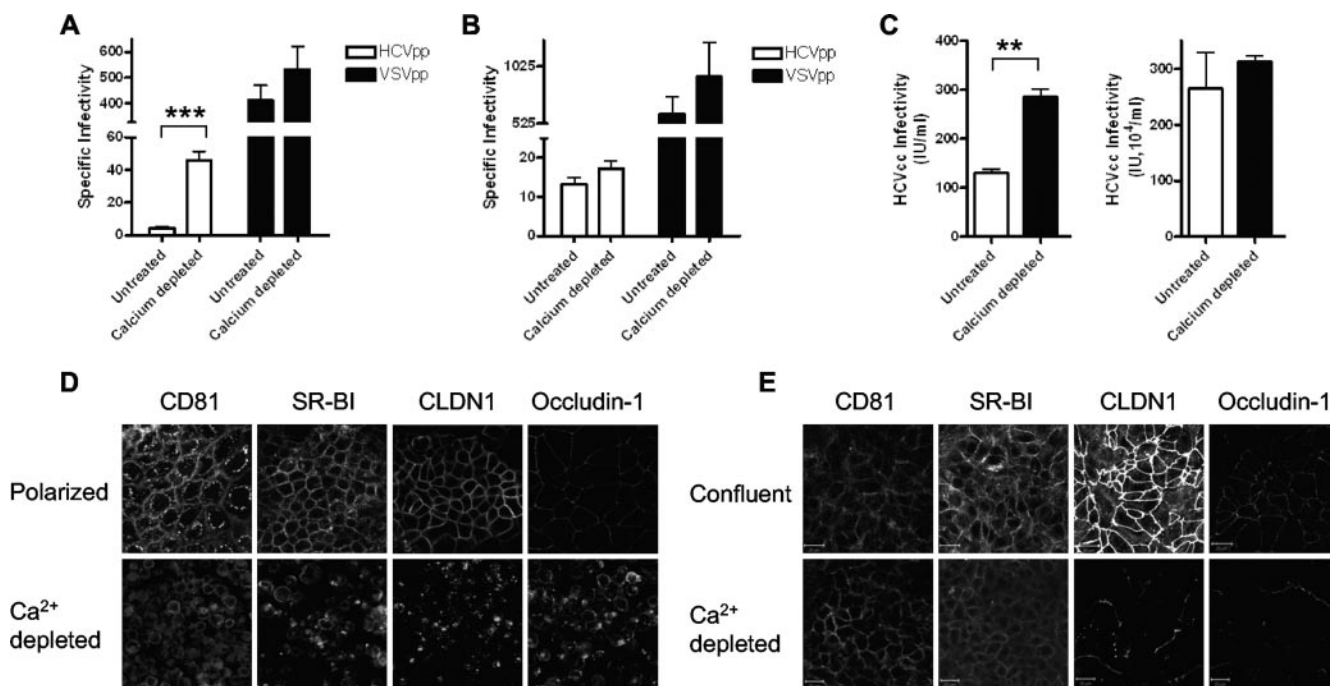 A
Specific Infectivity
600
500
400
60
40
20
0
***
HCVpp
VSVpp
Untreated
Calcium depleted
Untreated
Calcium depleted
B
Specific Infectivity
1025
525
20
10
0
HCVpp
VSVpp
Untreated
Calcium depleted
Untreated
Calcium depleted
C
HCVcc Infectivity
(IU/ml)
400
300
200
100
0
**
Untreated
Calcium depleted
HCVcc Infectivity
(IU,10⁻⁴/ml)
300
200
100
0
Untreated
Calcium depleted
D
CD81 SR-BI CLDN1 Occludin-1
Polarized
Ca²⁺
depleted
E
CD81 SR-BI CLDN1 Occludin-1
Confluent
Ca²⁺
depleted